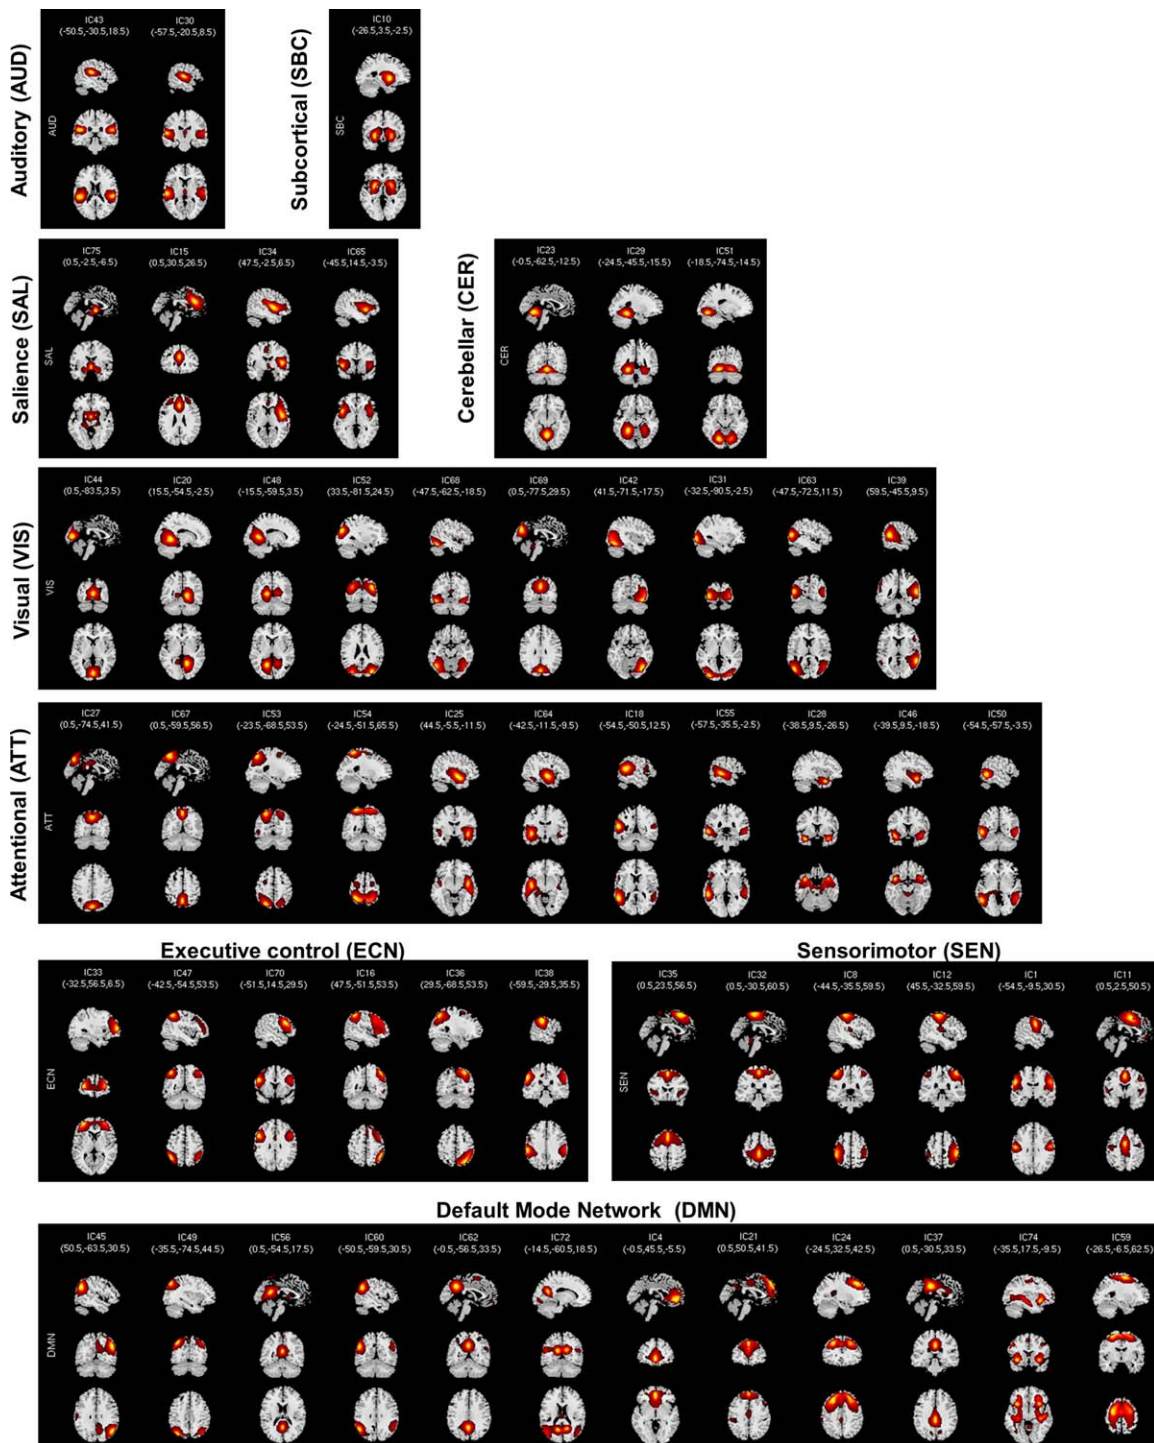 Auditory (AUD)
IC43 IC30
(-50.5,-30.5,18.5) (-57.5,-20.5,8.5)
AUD
Subcortical (SBC)
IC10
(-26.5,3.5,-2.5)
SBC
Salience (SAL)
IC75 IC15 IC34 IC65
(0.5,-2.5,-6.5) (0.5,30.5,26.5) (47.5,-2.5,6.5) (-45.5,14.5,-3.5)
SAL
Cerebellar (CER)
IC23 IC29 IC51
(-0.5,-62.5,-12.5) (-24.5,-45.5,-15.5) (-18.5,-74.5,-14.5)
CER
Visual (VIS)
IC44 IC20 IC48 IC52 IC68 IC69 IC42 IC31 IC63 IC39
(0.5,-83.5,3.5) (15.5,-54.5,-2.5) (-15.5,-59.5,3.5) (33.5,-81.5,24.5) (-47.5,-62.5,-18.5) (0.5,-77.5,29.5) (41.5,-71.5,-17.5) (-32.5,-90.5,-2.5) (-47.5,-72.5,11.5) (59.5,-45.5,9.5)
VIS
Attentional (ATT)
IC27 IC67 IC53 IC54 IC25 IC64 IC18 IC55 IC28 IC46 IC50
(0.5,-74.5,41.5) (0.5,-59.5,56.5) (-23.5,-68.5,53.5) (-24.5,-51.5,65.5) (44.5,-5.5,-11.5) (-42.5,-11.5,-9.5) (-54.5,-50.5,12.5) (-57.5,-35.5,-2.5) (-38.5,9.5,-26.5) (-39.5,9.5,-18.5) (-54.5,-57.5,-3.5)
ATT
Executive control (ECN)
IC33 IC47 IC70 IC16 IC36 IC38
(-32.5,56.5,6.5) (-42.5,-54.5,53.5) (-51.5,14.5,29.5) (47.5,-51.5,53.5) (29.5,-68.5,53.5) (-59.5,-29.5,35.5)
ECN
Sensorimotor (SEN)
IC35 IC32 IC8 IC12 IC1 IC11
(0.5,23.5,56.5) (0.5,-30.5,60.5) (-44.5,-35.5,59.5) (45.5,-32.5,59.5) (-54.5,-9.5,30.5) (0.5,2.5,50.5)
SEN
Default Mode Network (DMN)
IC45 IC49 IC56 IC60 IC62 IC72 IC4 IC21 IC24 IC37 IC74 IC59
(50.5,-63.5,30.5) (-35.5,-74.5,44.5) (0.5,-54.5,17.5) (-50.5,-59.5,30.5) (-0.5,-56.5,33.5) (-14.5,-60.5,18.5) (-0.5,45.5,-5.5) (0.5,50.5,41.5) (-24.5,32.5,42.5) (0.5,-30.5,33.5) (-35.5,17.5,-9.5) (-26.5,-6.5,62.5)
DMN